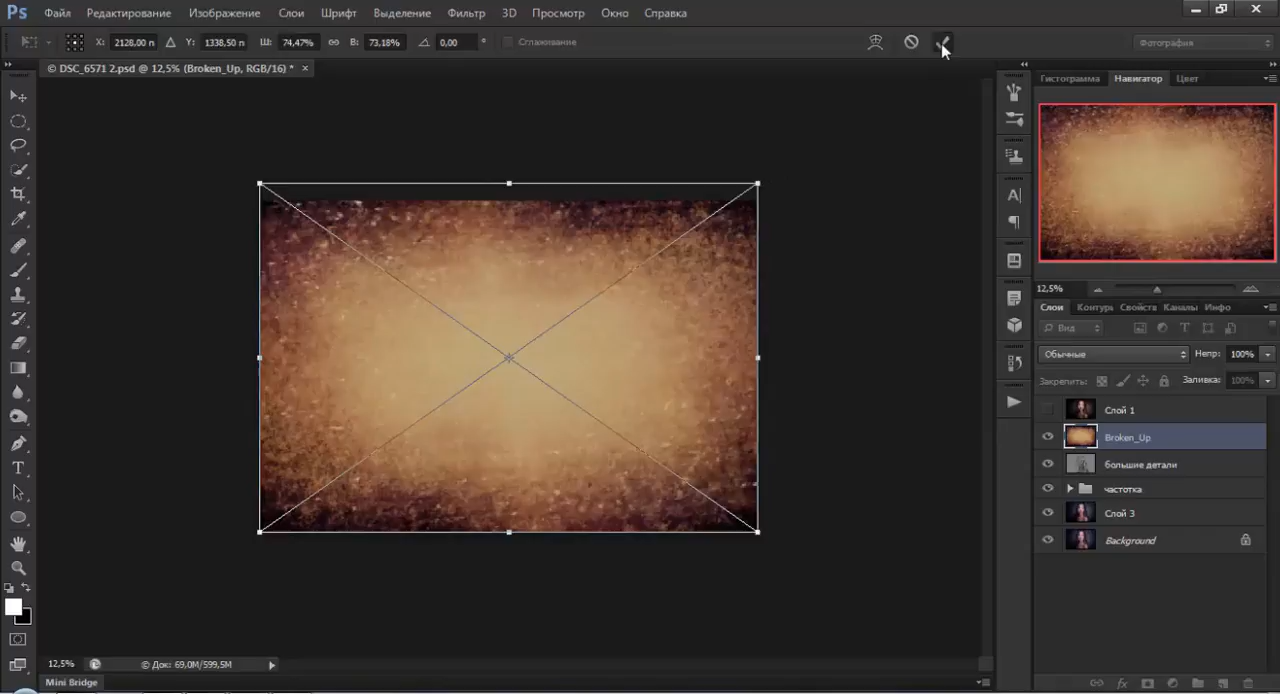 Ps Файл Редактирование Изображение Слои Шрифт Выделение Фильтр 3D Просмотр Окно Справка
X: 2128,00 п Y: 1338,50 п Ш: 74,47% В: 73,18% 0,00 ° Сглаживание Фотография
© DSC_6571 2.psd @ 12,5% (Broken_Up, RGB/16) * ×
Гистограмма Навигатор Цвет
12,5%
Слои Контуры Свойств Каналы Инфо
Вид
Обычные Непр: 100%
Закрепить: Заливка: 100%
Слой 1
Broken_Up
большие детали
частотка
Слой 3
Background
12,5% © Док: 69,0M/599,5M
Mini Bridge
fx